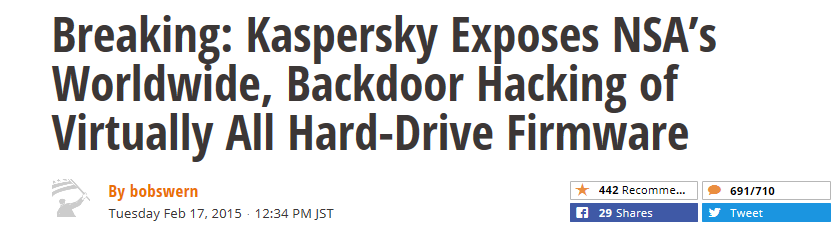 Breaking: Kaspersky Exposes NSA’s
Worldwide, Backdoor Hacking of
Virtually All Hard-Drive Firmware
By bobswern
Tuesday Feb 17, 2015 · 12:34 PM JST
442 Recomme... 691/710
29 Shares Tweet